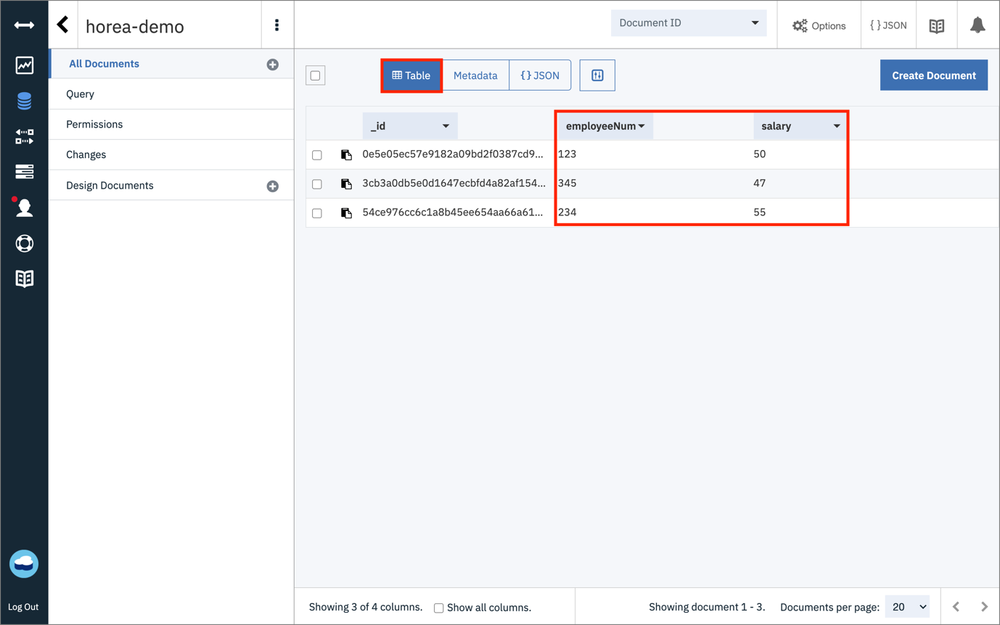 horea-demo
Document ID
Options
{ } JSON
All Documents
Query
Permissions
Changes
Design Documents
Table
Metadata
{ } JSON
Create Document
_id employeeNum salary
0e5e05ec57e9182a09bd2f0387cd9... 123 50
3cb3a0db5e0d1647ecbfd4a82af154... 345 47
54ce976cc6c1a8b45ee654aa66a61... 234 55
Log Out
Showing 3 of 4 columns. Show all columns. Showing document 1 - 3. Documents per page: 20